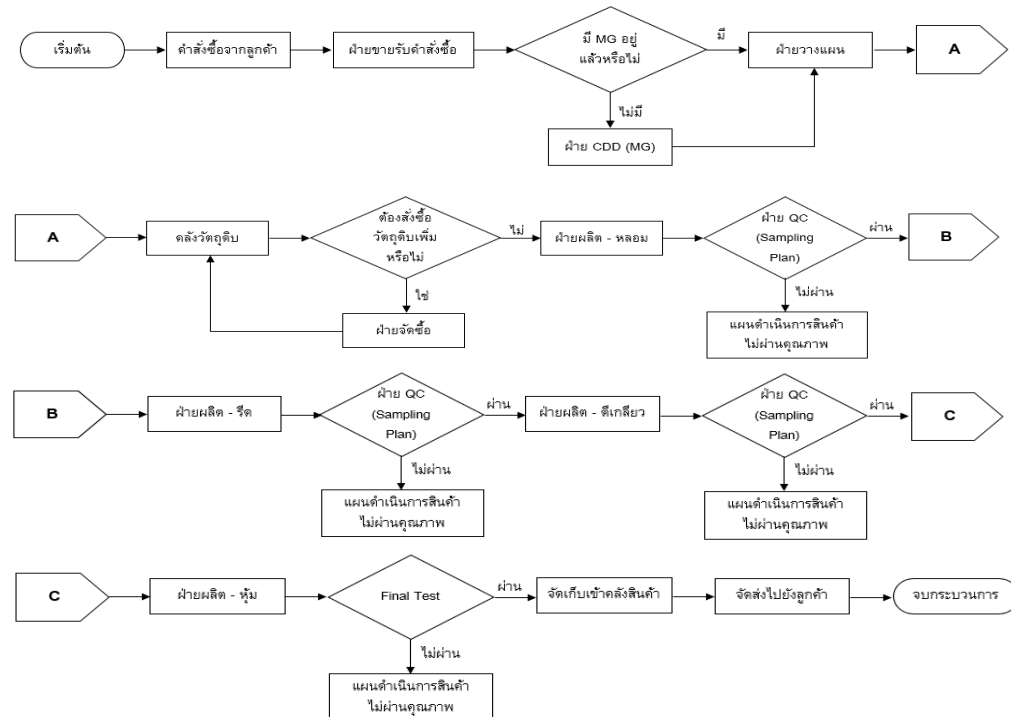 เริ่มต้น
คำสั่งซื้อจากลูกค้า
ฝ่ายขายรับคำสั่งซื้อ
มี MG อยู่
แล้วหรือไม่
มี
ฝ่ายวางแผน
A
ไม่มี
ฝ่าย CDD (MG)
A
คลังวัตถุดิบ
ต้องสั่งซื้อ
วัตถุดิบเพิ่ม
หรือไม่
ไม่
ฝ่ายผลิต - หลอม
ฝ่าย QC
(Sampling
Plan)
ผ่าน
B
ใช่
ฝ่ายจัดซื้อ
ไม่ผ่าน
แผนดำเนินการสินค้า
ไม่ผ่านคุณภาพ
B
ฝ่ายผลิต - รีด
ฝ่าย QC
(Sampling
Plan)
ผ่าน
ฝ่ายผลิต - ตีเกลียว
ฝ่าย QC
(Sampling
Plan)
ผ่าน
C
ไม่ผ่าน
แผนดำเนินการสินค้า
ไม่ผ่านคุณภาพ
ไม่ผ่าน
แผนดำเนินการสินค้า
ไม่ผ่านคุณภาพ
C
ฝ่ายผลิต - หุ้ม
Final Test
ผ่าน
จัดเก็บเข้าคลังสินค้า
จัดส่งไปยังลูกค้า
จบกระบวนการ
ไม่ผ่าน
แผนดำเนินการสินค้า
ไม่ผ่านคุณภาพ